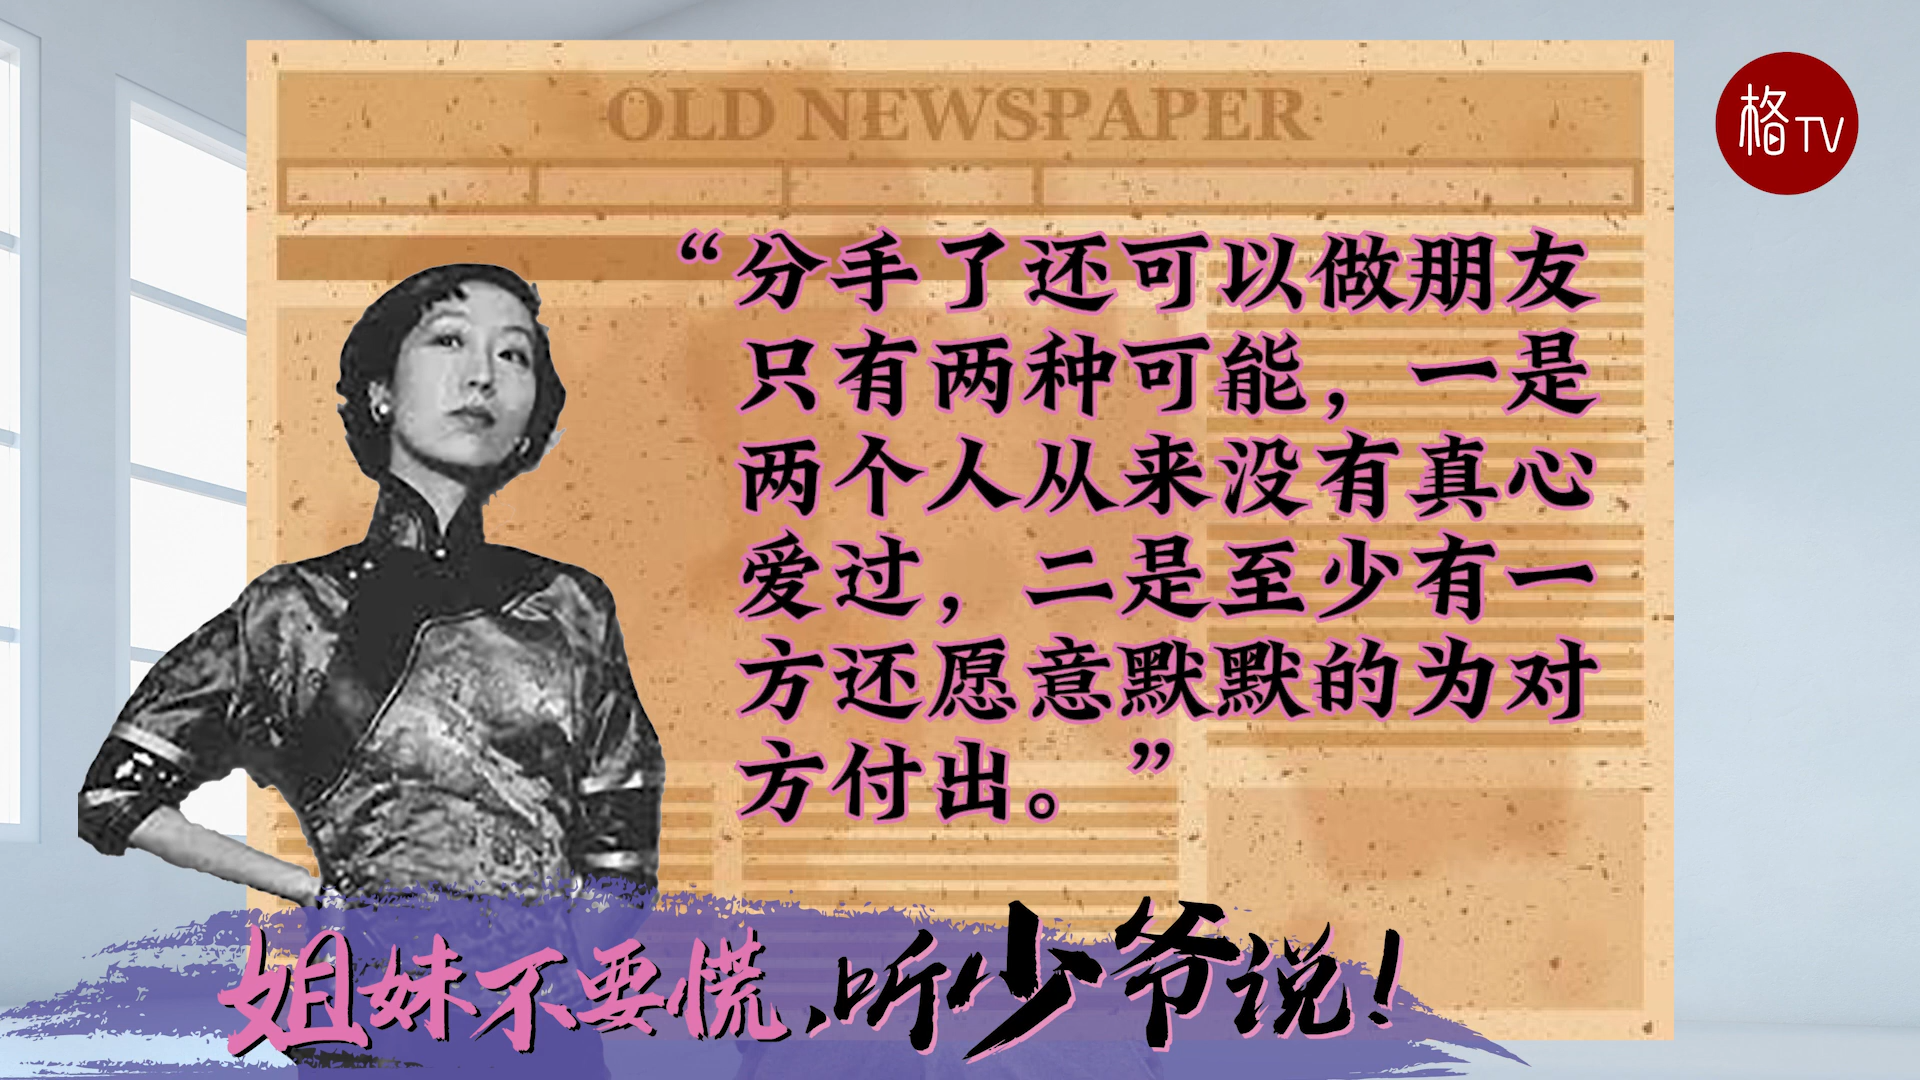 OLD NEWSPAPER
格TV
“分手了还可以做朋友
只有两种可能，一是
两个人从来没有真心
爱过，二是至少有一
方还愿意默默的为对
方付出。”
姐妹不要慌，听少爷说！